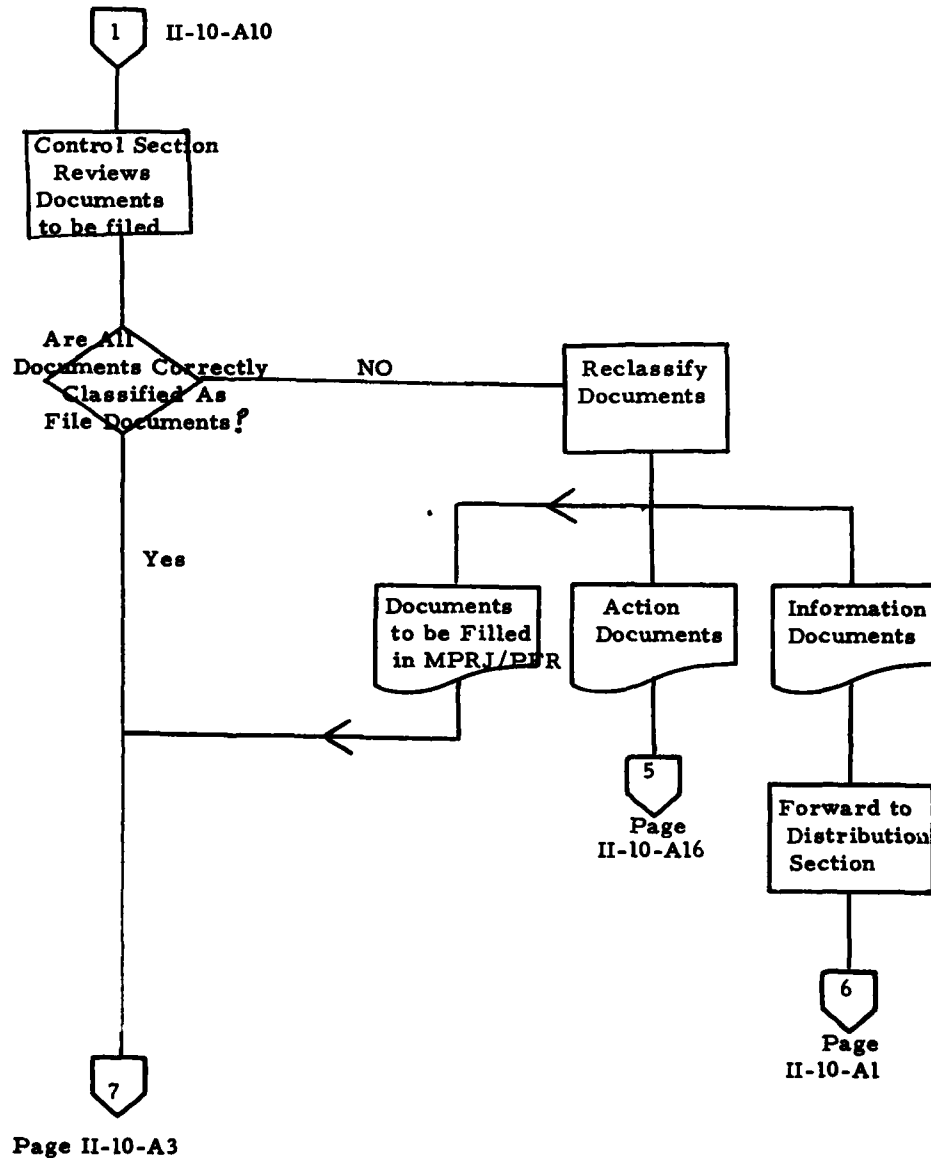 1 II-10-A10
Control Section
Reviews
Documents
to be filed
Are All
Documents Correctly
Classified As
File Documents?
NO
Reclassify
Documents
Yes
Documents
to be Filled
in MPRJ/PFR
Action
Documents
Information
Documents
5
Page
II-10-A16
Forward to
Distribution
Section
6
Page
II-10-A1
7
Page II-10-A3